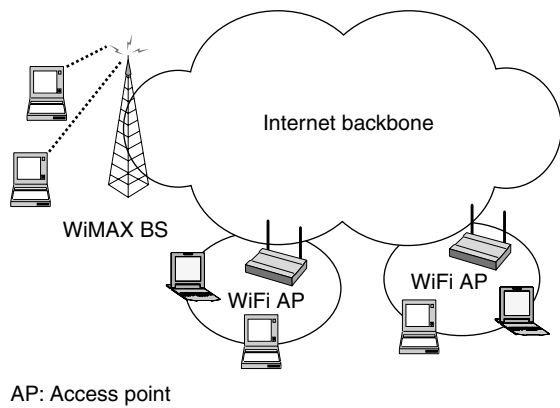 Internet backbone
WiMAX BS
WiFi AP
WiFi AP
AP: Access point